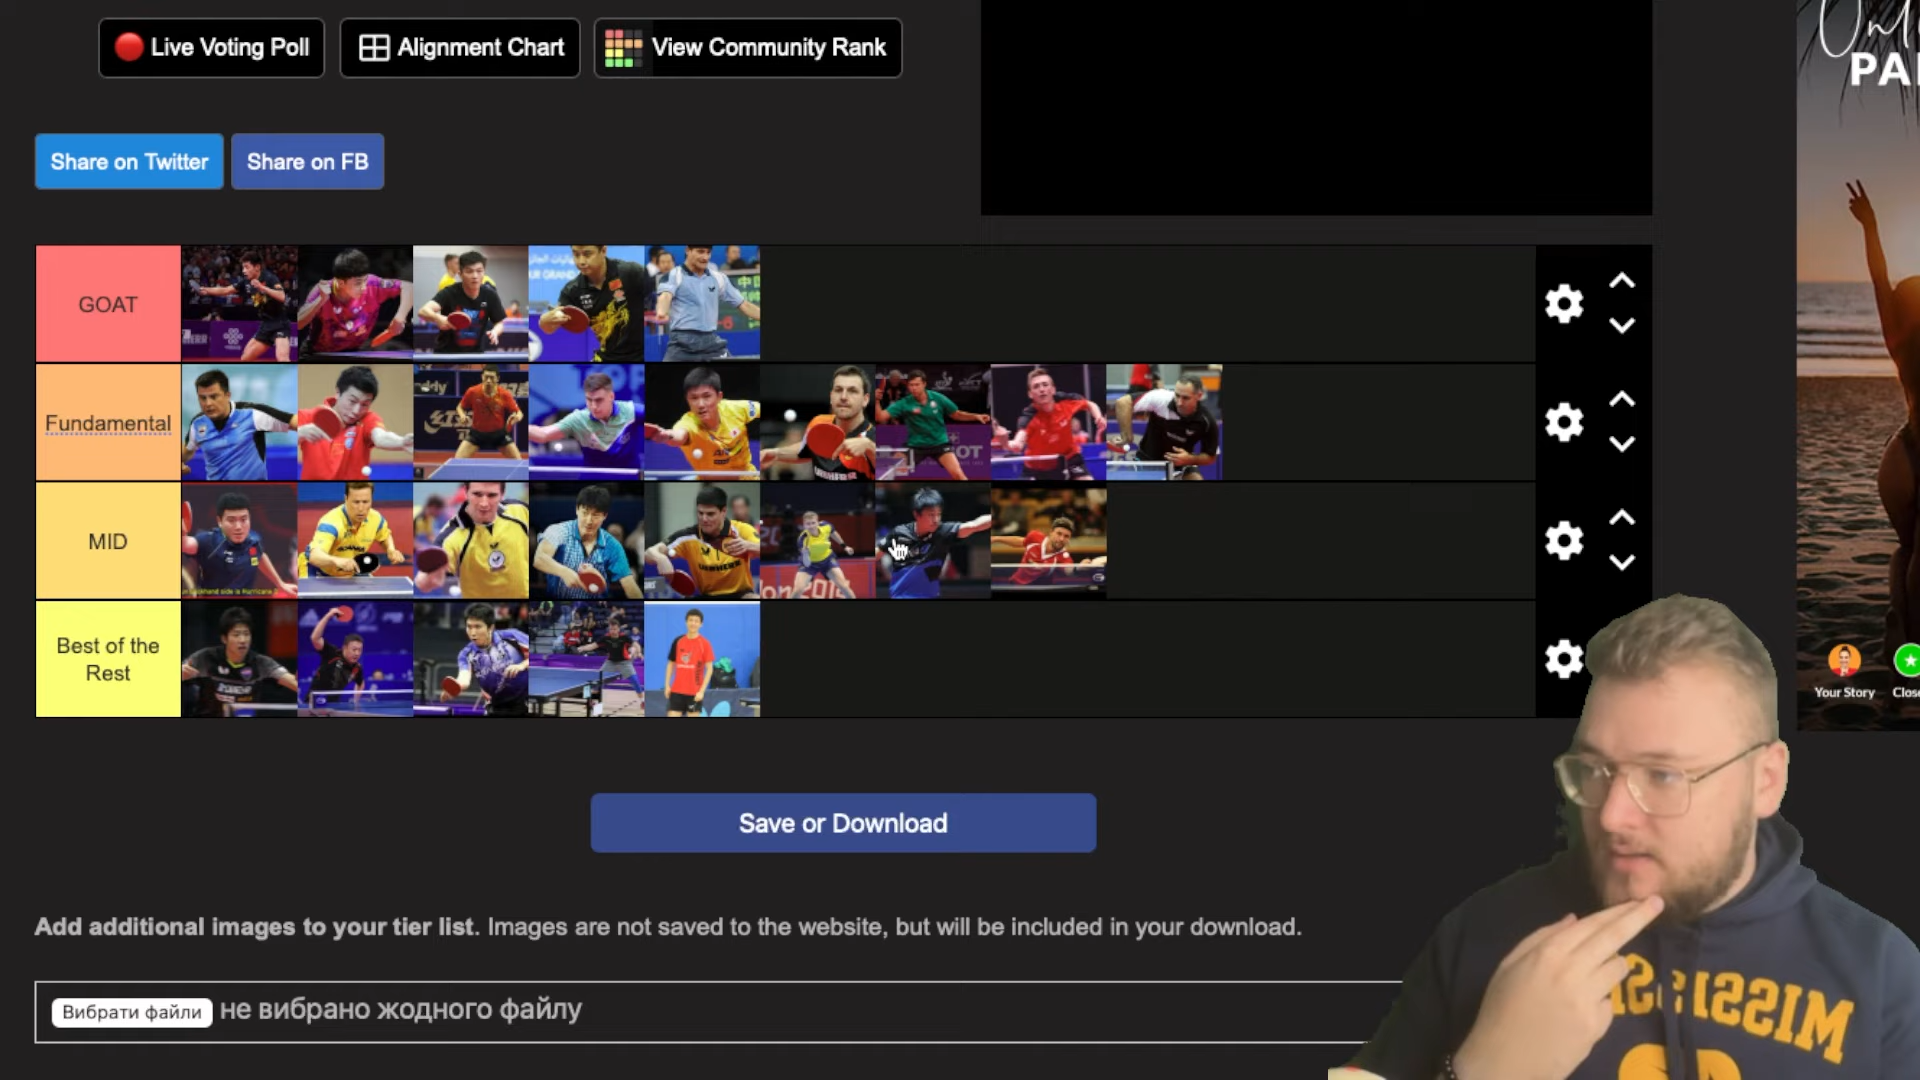 Live Voting Poll
Alignment Chart
View Community Rank
Share on Twitter
Share on FB
GOAT
Fundamental
MID
Best of the
Rest
Save or Download
Add additional images to your tier list. Images are not saved to the website, but will be included in your download.
Вибрати файли не вибрано жодного файлу
Your Story